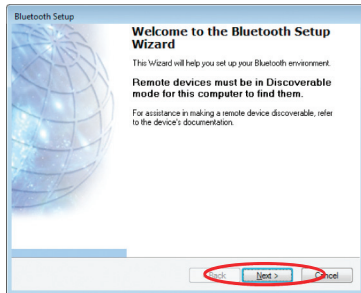 Bluetooth Setup
Welcome to the Bluetooth Setup
Wizard
This Wizard will help you set up your Bluetooth environment.
Remote devices must be in Discoverable
mode for this computer to find them.
For assistance in making a remote device discoverable, refer
to the device's documentation.
< Back Next > Cancel